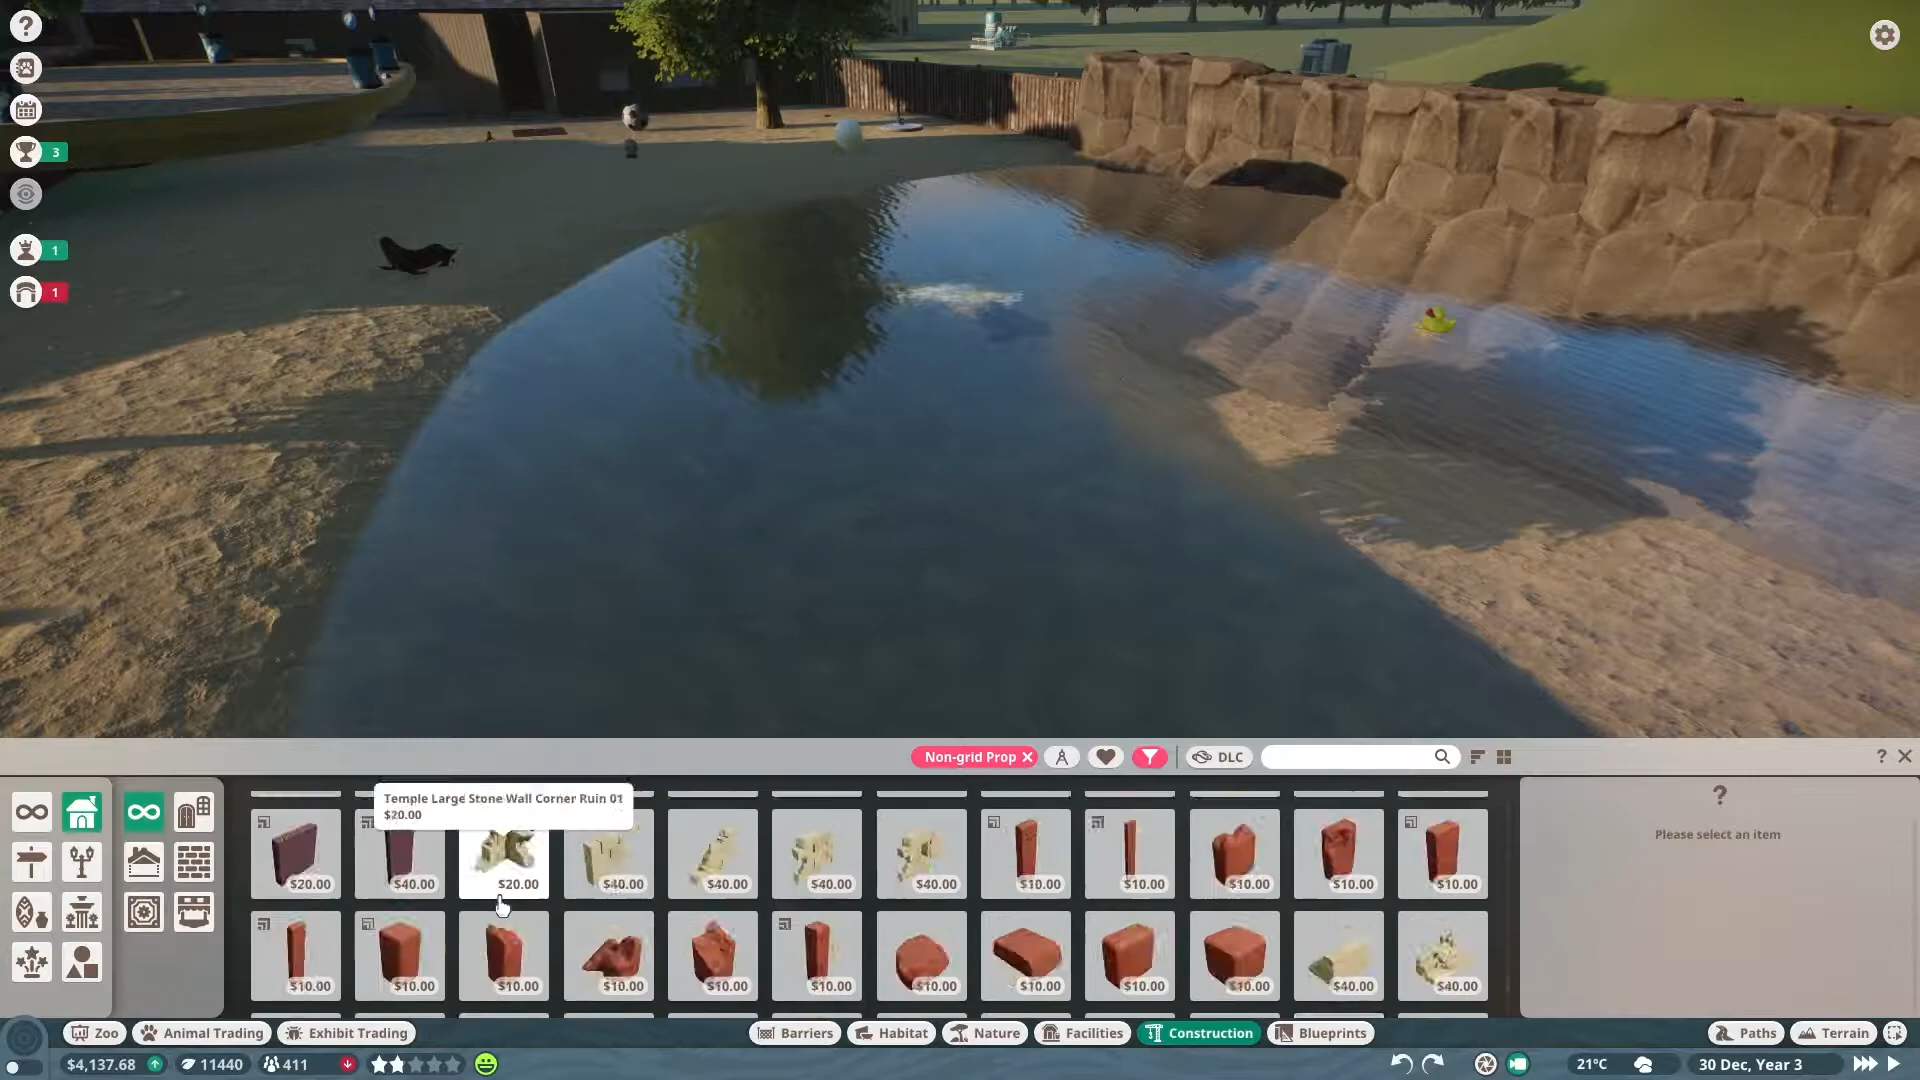 ?
3
1
1
Non-grid Prop
DLC
? 
Temple Large Stone Wall Corner Ruin 01
$20.00
$20.00 $40.00 $20.00 $40.00 $40.00 $40.00 $40.00 $10.00 $10.00 $10.00 $10.00 $10.00
$10.00 $10.00 $10.00 $10.00 $10.00 $10.00 $10.00 $10.00 $10.00 $10.00 $40.00 $40.00
?
Please select an item
Zoo Animal Trading Exhibit Trading Barriers Habitat Nature Facilities Construction Blueprints Paths Terrain
$4,137.68 11440 411 21°C 30 Dec, Year 3